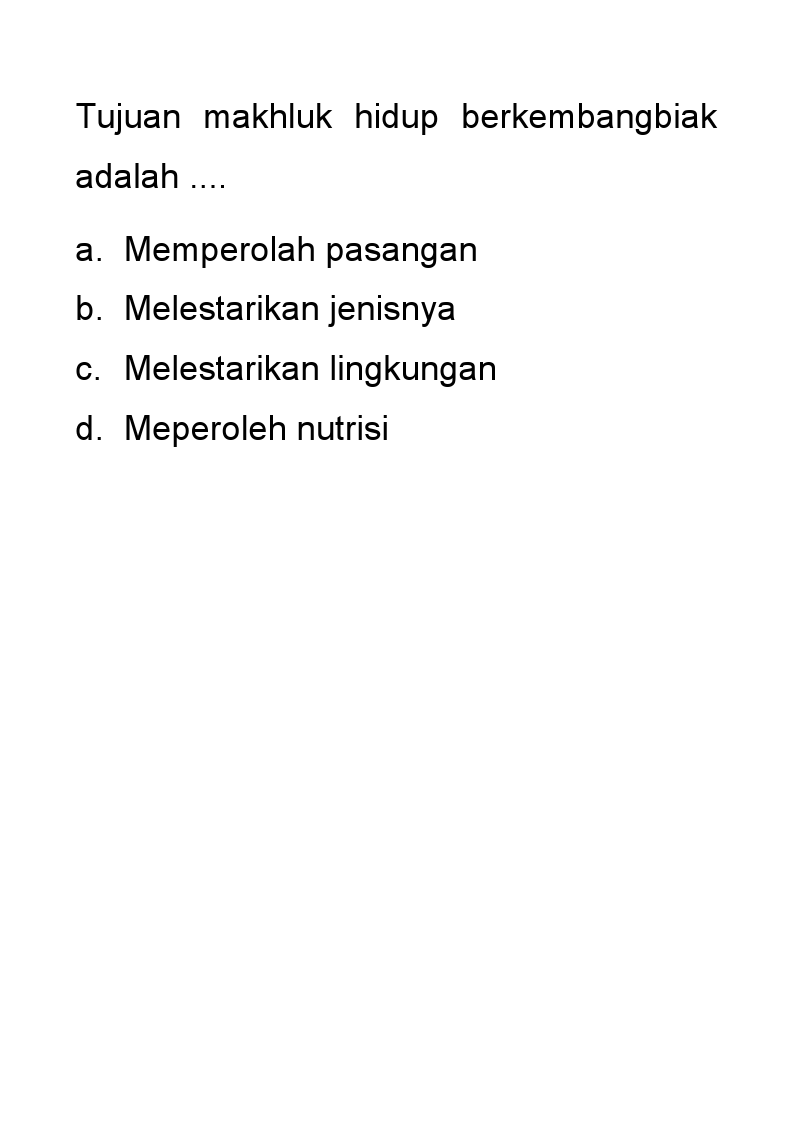 Tujuan makhluk hidup berkembangbiak
adalah ....
a. Memperolah pasangan
b. Melestarikan jenisnya
c. Melestarikan lingkungan
d. Meperoleh nutrisi